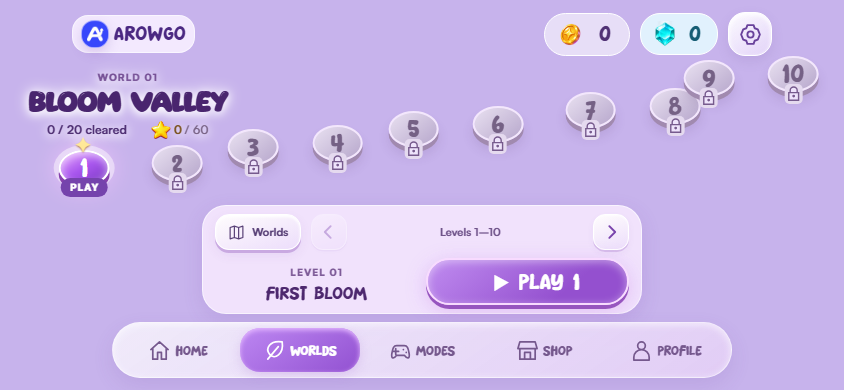 AROWGO
0
0
WORLD 01
BLOOM VALLEY
0 / 20 cleared
0 / 60
1
PLAY
2
3
4
5
6
7
8
9
10
Worlds
Levels 1—10
LEVEL 01
FIRST BLOOM
PLAY 1
HOME
WORLDS
MODES
SHOP
PROFILE